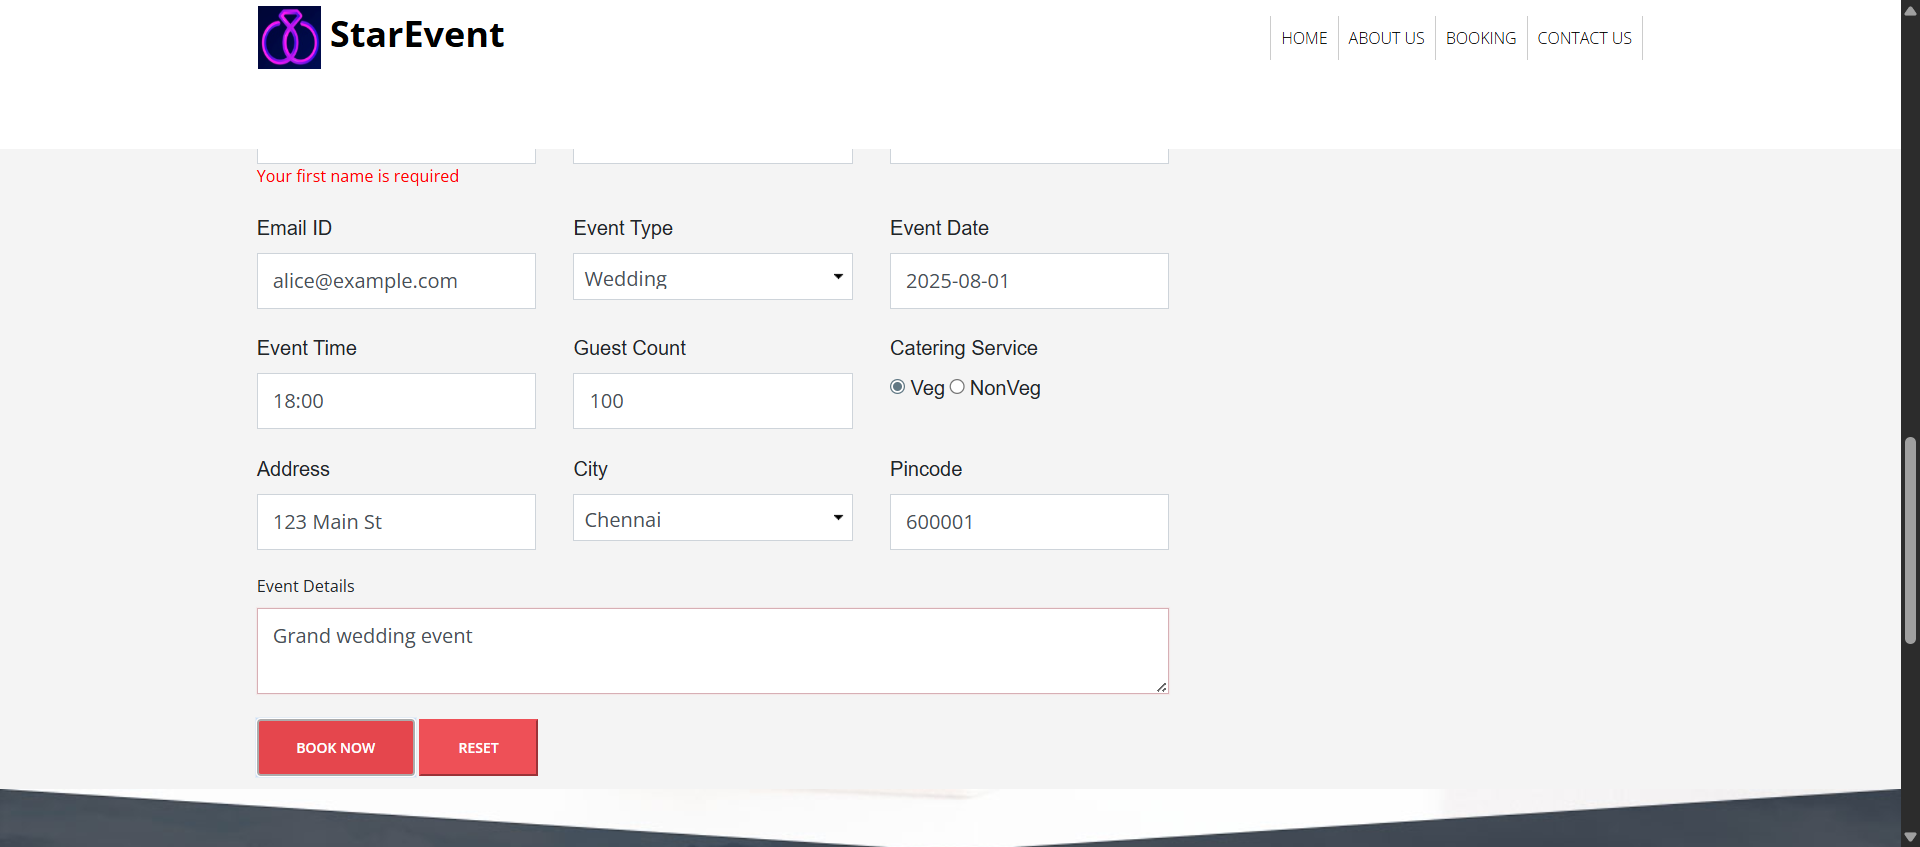 StarEvent
HOME ABOUT US BOOKING CONTACT US
Your first name is required
Email ID Event Type Event Date
alice@example.com Wedding 2025-08-01
Event Time Guest Count Catering Service
18:00 100 Veg NonVeg
Address City Pincode
123 Main St Chennai 600001
Event Details
Grand wedding event
BOOK NOW RESET